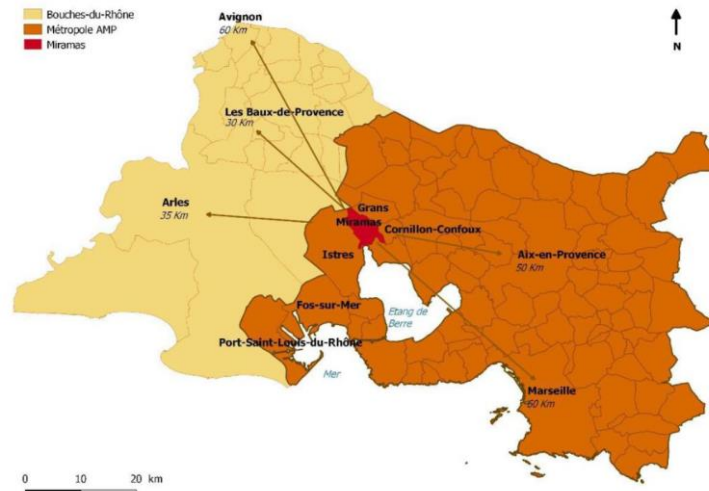 Bouches-du-Rhône
Métropole AMP
Miramas
Avignon
60 Km
N
Les Baux-de-Provence
30 Km
Arles
35 Km
Grans
Miramas
Cornillon-Confoux
Istres
Aix-en-Provence
50 Km
Fos-sur-Mer
Etang de
Berre
Port-Saint-Louis-du-Rhône
Mer
Marseille
60 Km
0 10 20 km